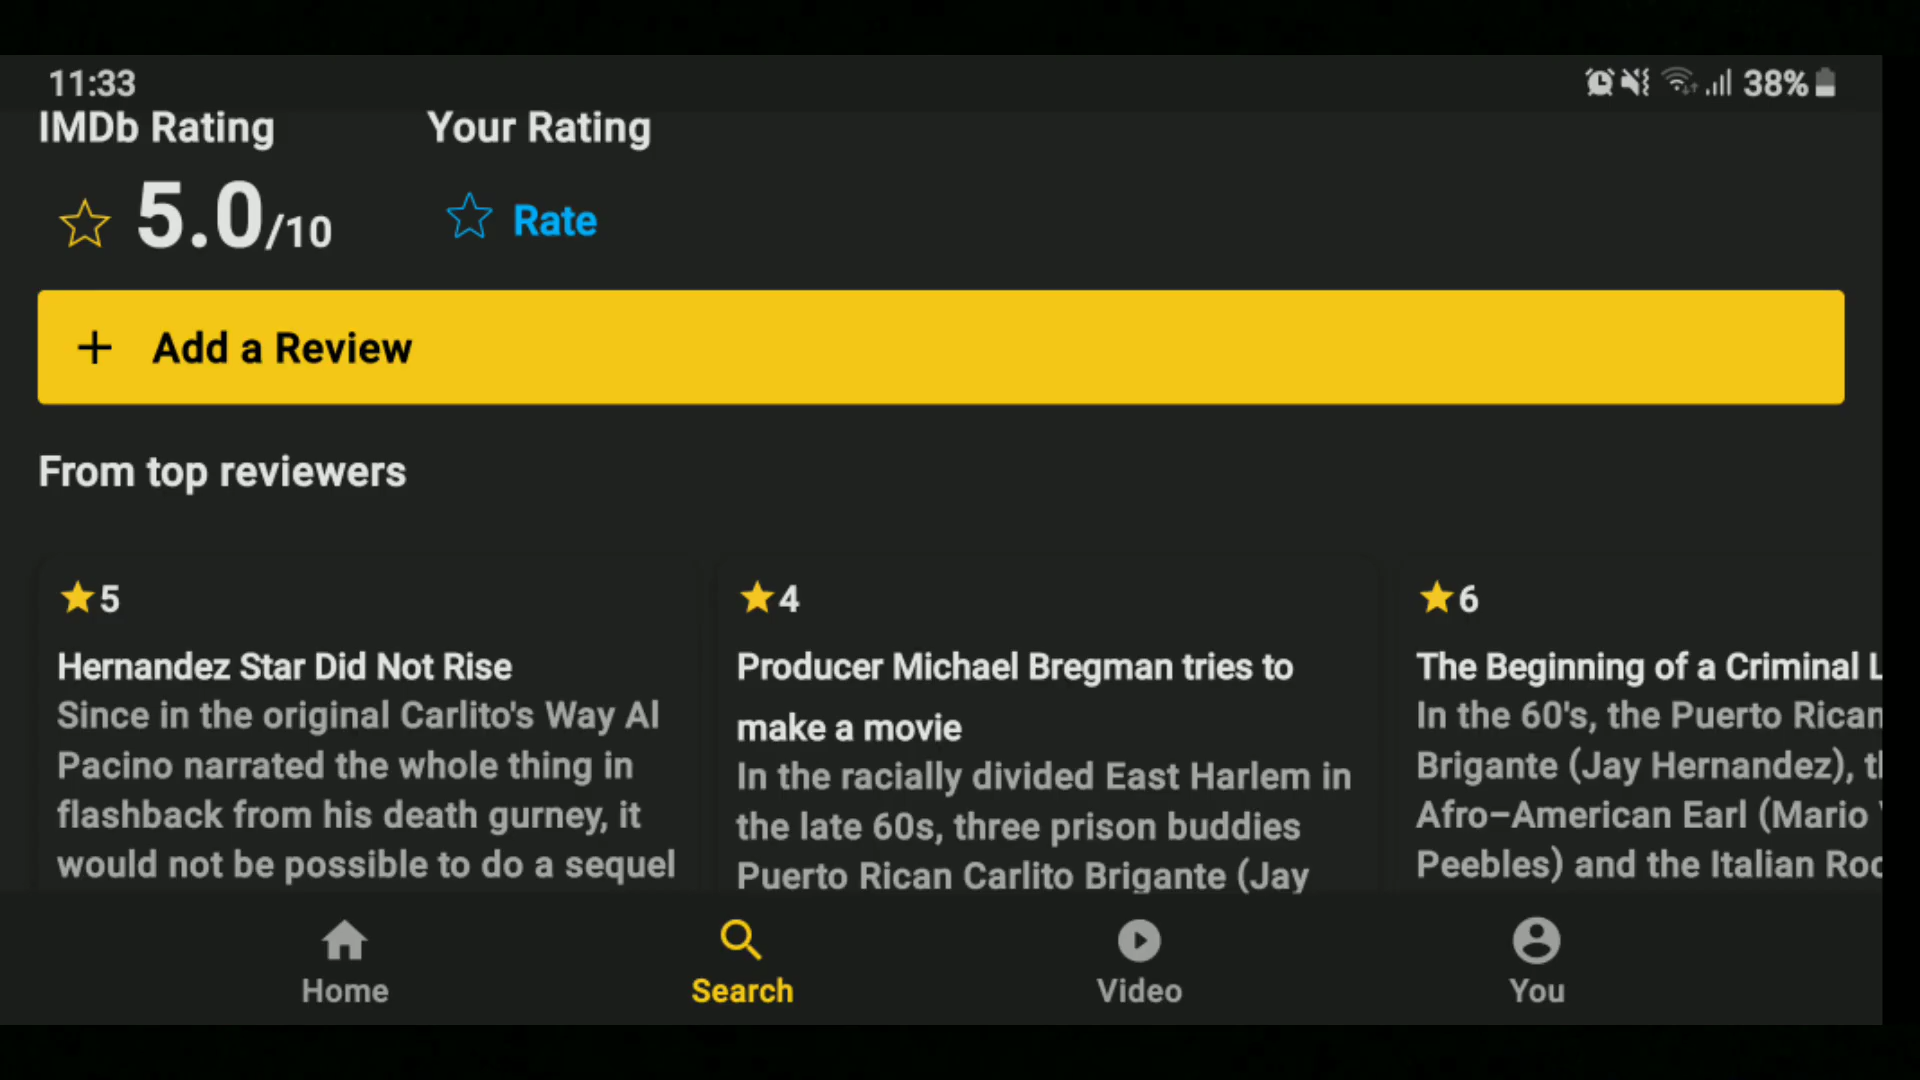 11:33
38%
IMDb Rating
Your Rating
5.0/10
Rate
+ Add a Review
From top reviewers
5
Hernandez Star Did Not Rise
Since in the original Carlito's Way Al
Pacino narrated the whole thing in
flashback from his death gurney, it
would not be possible to do a sequel
4
Producer Michael Bregman tries to
make a movie
In the racially divided East Harlem in
the late 60s, three prison buddies
Puerto Rican Carlito Brigante (Jay
6
The Beginning of a Criminal
In the 60's, the Puerto Rican
Brigante (Jay Hernandez),
Afro-American Earl (Mario
Peebles) and the Italian
Home
Search
Video
You